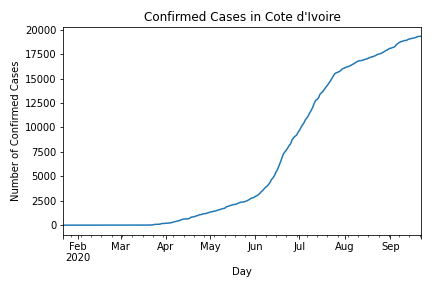 Confirmed Cases in Cote d'Ivoire
Number of Confirmed Cases
20000
17500
15000
12500
10000
7500
5000
2500
0
Feb Mar Apr May Jun Jul Aug Sep
2020
Day